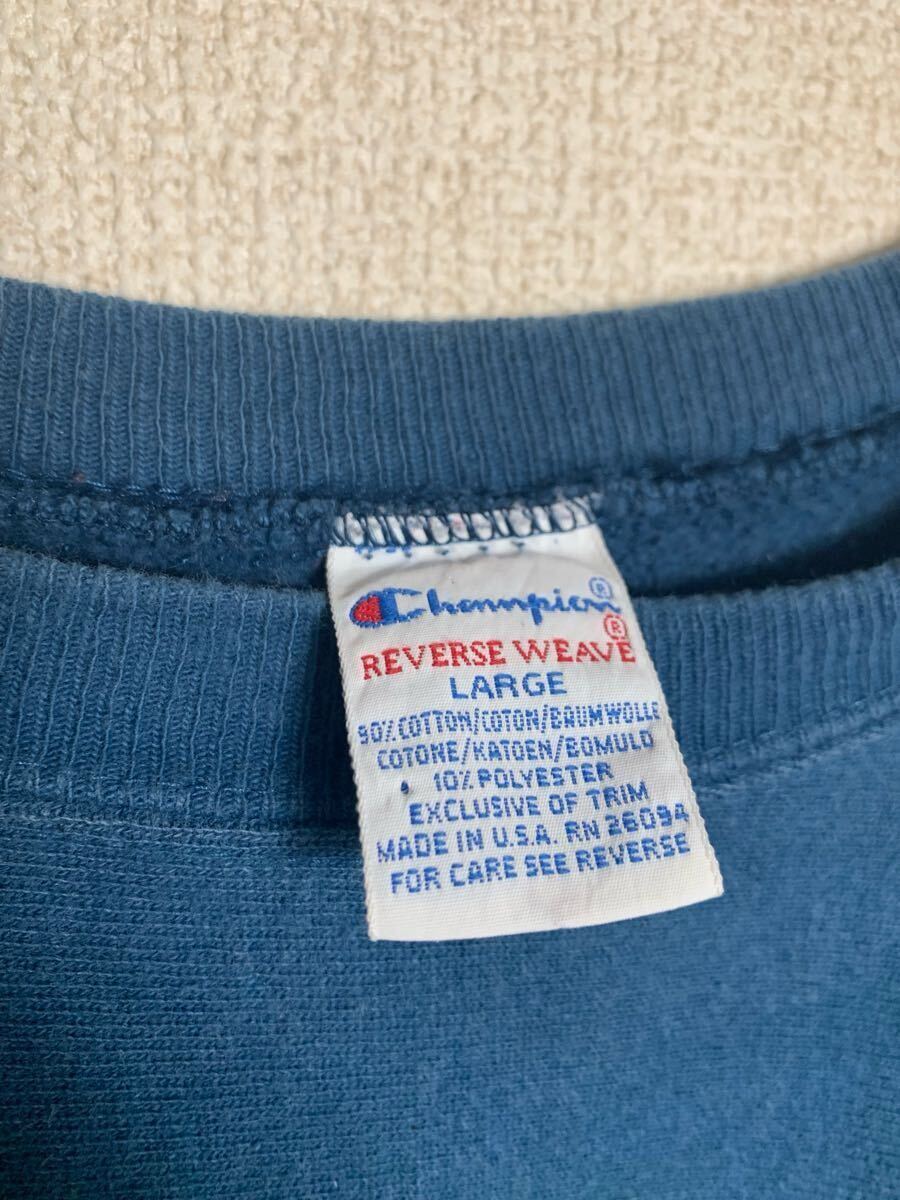 Champion®
REVERSE WEAVE®
LARGE
90% COTTON/COTON/BAUMWOLLE
COTONE/KATOEN/BOMULD
10% POLYESTER
EXCLUSIVE OF TRIM
MADE IN U.S.A. RN 26094
FOR CARE SEE REVERSE